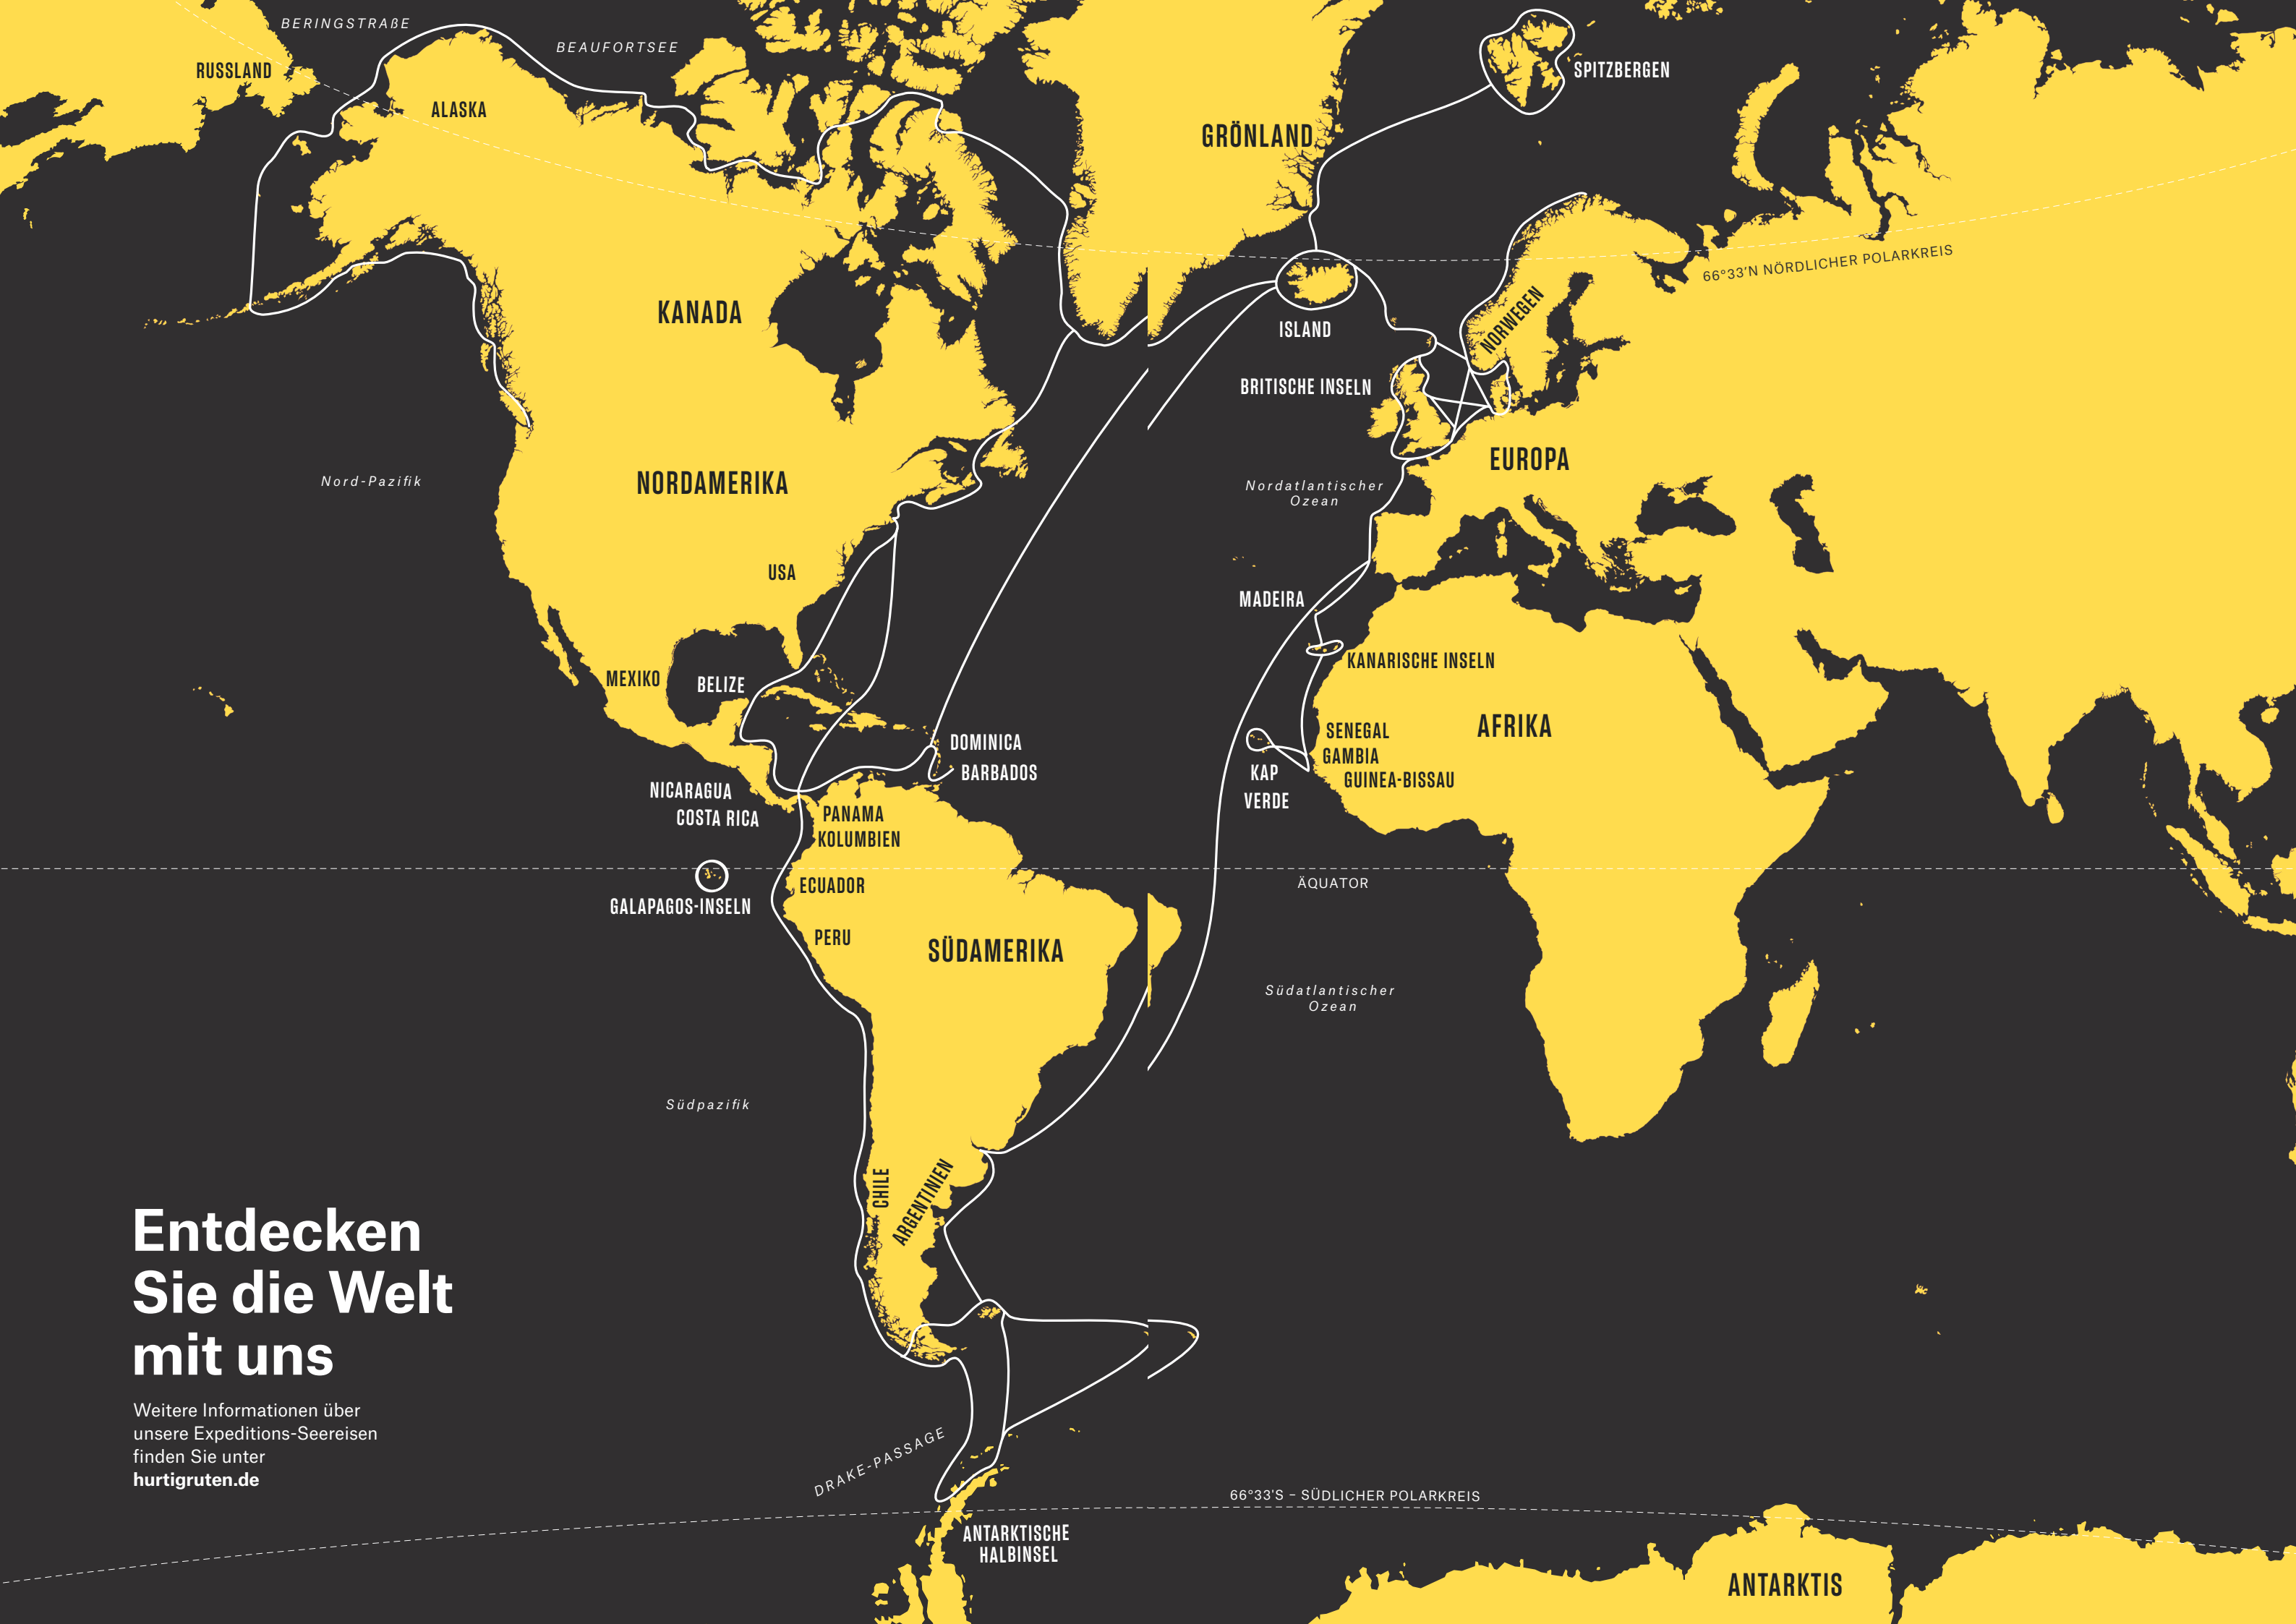 BERINGSTRAßE
BEAUFORTSEE
RUSSLAND
ALASKA
SPITZBERGEN
GRÖNLAND
66°33'N NÖRDLICHER POLARKREIS
KANADA
ISLAND
NORWEGEN
BRITISCHE INSELN
EUROPA
NORDAMERIKA
Nord-Pazifik
Nordatlantischer
Ozean
USA
MADEIRA
MEXIKO
BELIZE
KANARISCHE INSELN
DOMINICA
BARBADOS
SENEGAL
GAMBIA
GUINEA-BISSAU
AFRIKA
KAP
VERDE
NICARAGUA
COSTA RICA
PANAMA
KOLUMBIEN
ÄQUATOR
ECUADOR
GALAPAGOS-INSELN
PERU
SÜDAMERIKA
Südatlantischer
Ozean
Südpazifik
CHILE
ARGENTINIEN
Entdecken
Sie die Welt
mit uns
Weitere Informationen über
unsere Expeditions-Seereisen
finden Sie unter
hurtigruten.de
DRAKE-PASSAGE
66°33'S – SÜDLICHER POLARKREIS
ANTARKTISCHE
HALBINSEL
ANTARKTIS